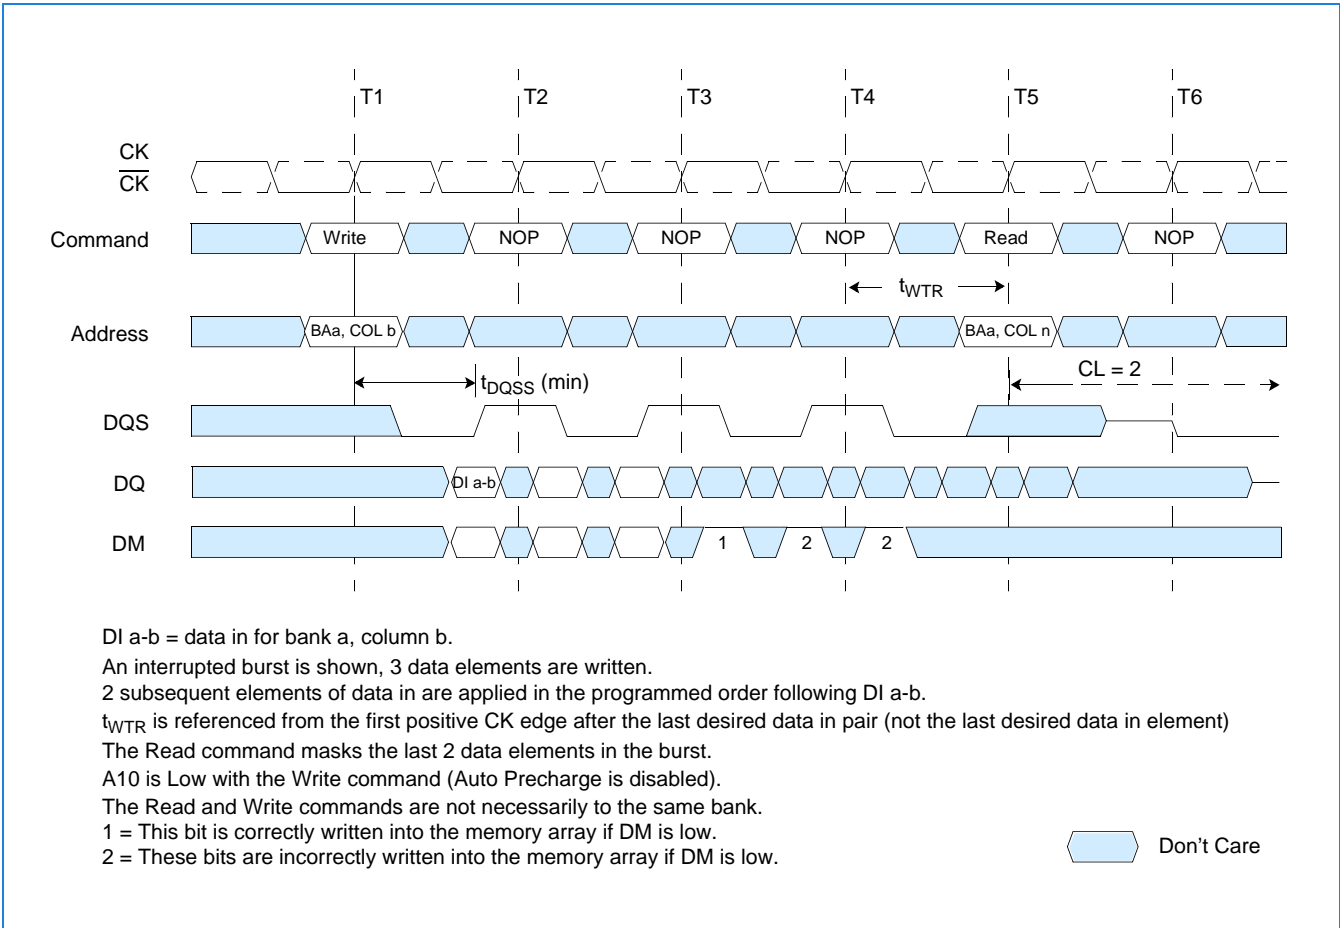 T1 T2 T3 T4 T5 T6
CK
CK
Command Write NOP NOP NOP Read NOP
tWTR
Address BAa, COL b BAa, COL n
tDQSS (min) CL = 2
DQS
DQ DI a-b
DM 1 2 2
DI a-b = data in for bank a, column b.
An interrupted burst is shown, 3 data elements are written.
2 subsequent elements of data in are applied in the programmed order following DI a-b.
tWTR is referenced from the first positive CK edge after the last desired data in pair (not the last desired data in element)
The Read command masks the last 2 data elements in the burst.
A10 is Low with the Write command (Auto Precharge is disabled).
The Read and Write commands are not necessarily to the same bank.
1 = This bit is correctly written into the memory array if DM is low.
2 = These bits are incorrectly written into the memory array if DM is low.
Don't Care